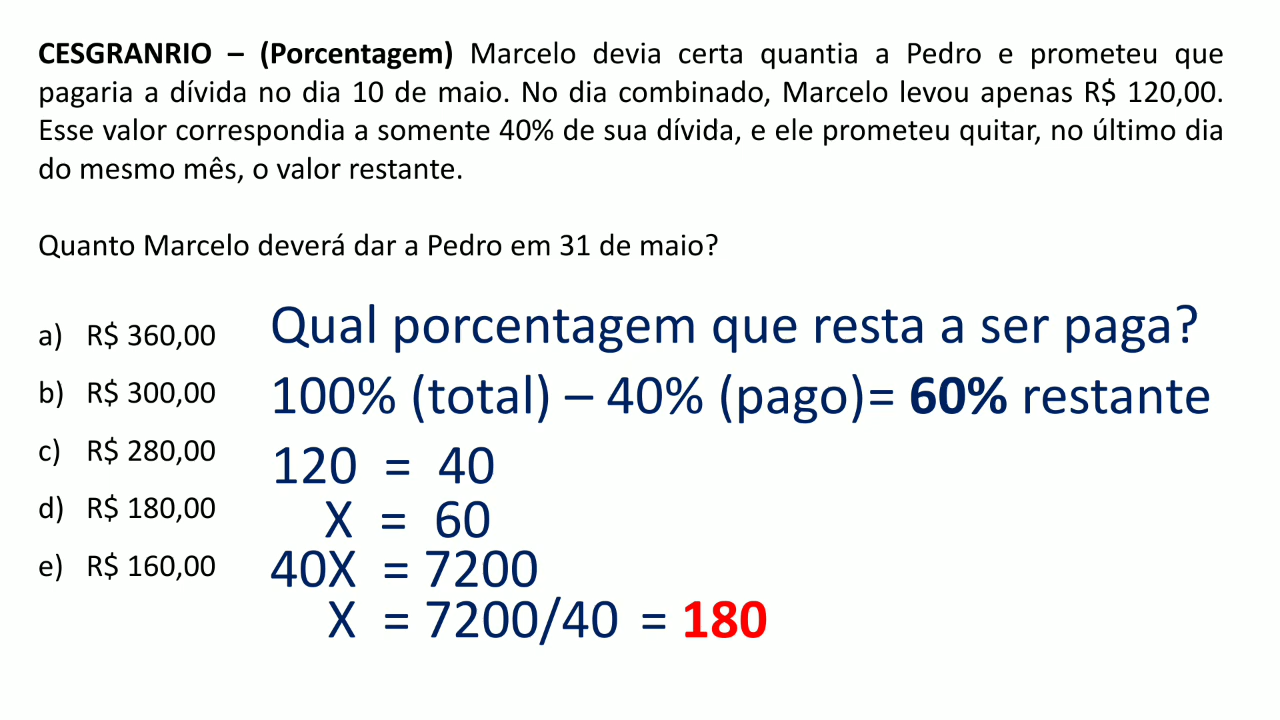 CESGRANRIO – (Porcentagem) Marcelo devia certa quantia a Pedro e prometeu que
pagaria a dívida no dia 10 de maio. No dia combinado, Marcelo levou apenas R$ 120,00.
Esse valor correspondia a somente 40% de sua dívida, e ele prometeu quitar, no último dia
do mesmo mês, o valor restante.
Quanto Marcelo deverá dar a Pedro em 31 de maio?
a) R$ 360,00
b) R$ 300,00
c) R$ 280,00
d) R$ 180,00
e) R$ 160,00
Qual porcentagem que resta a ser paga?
100% (total) – 40% (pago)= 60% restante
120 = 40
X = 60
40X = 7200
X = 7200/40 = 180